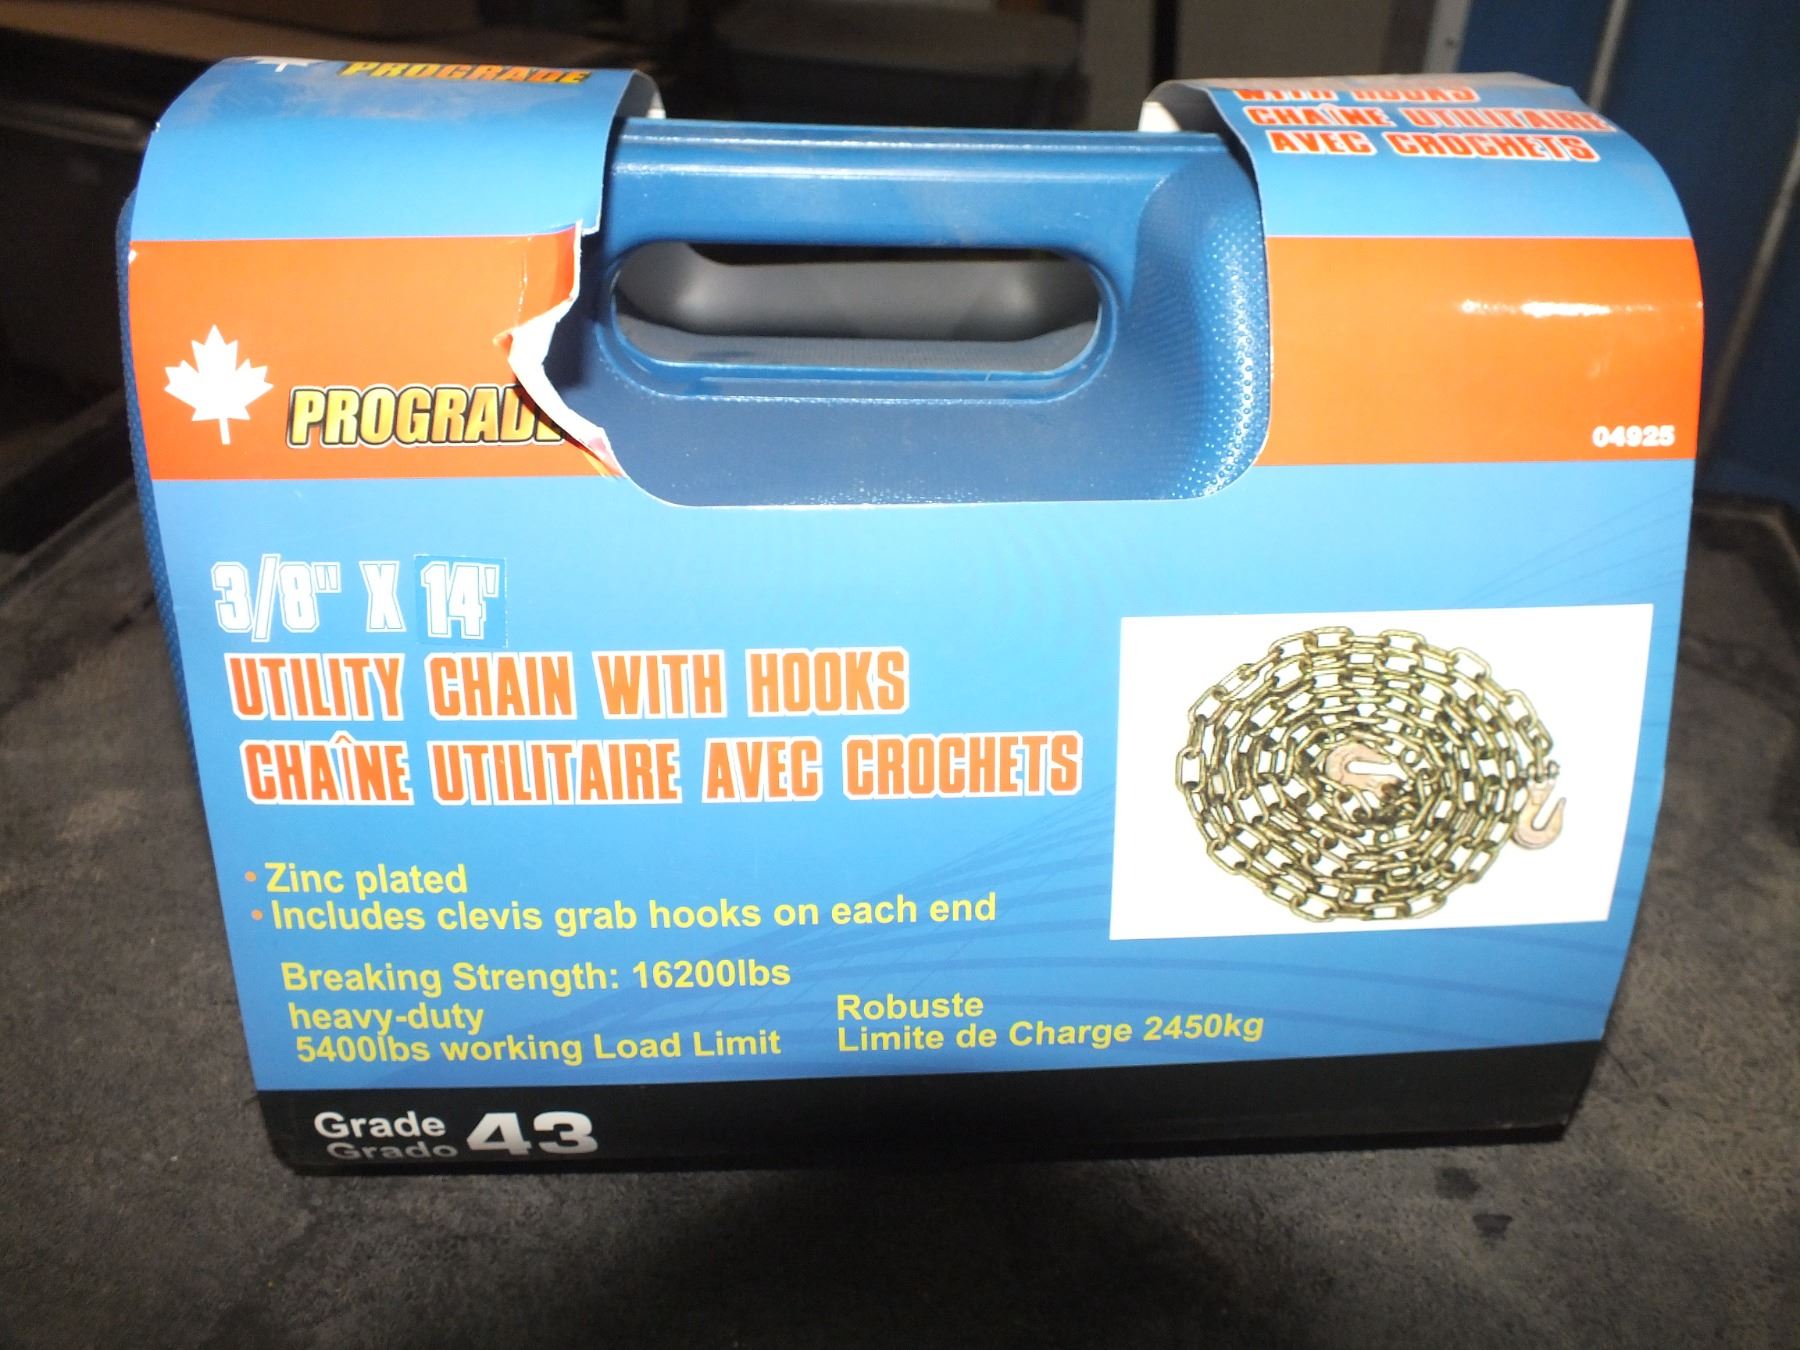 PROGRADE
WITH HOOKS
CHAÎNE UTILITAIRE
AVEC CROCHETS
PROGRADE
04925
3/8" X 14'
UTILITY CHAIN WITH HOOKS
CHAÎNE UTILITAIRE AVEC CROCHETS
• Zinc plated
• Includes clevis grab hooks on each end
Breaking Strength: 16200lbs
heavy-duty
5400lbs working Load Limit
Robuste
Limite de Charge 2450kg
Grade 43
Grado